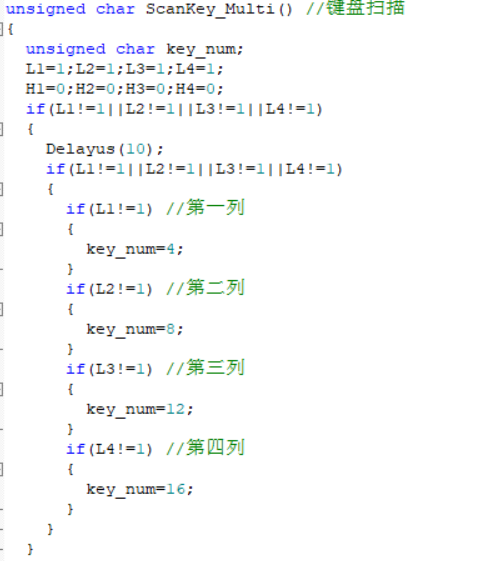 unsigned char ScanKey_Multi() //键盘扫描
{
unsigned char key_num;
L1=1;L2=1;L3=1;L4=1;
H1=0;H2=0;H3=0;H4=0;
if(L1!=1||L2!=1||L3!=1||L4!=1)
{
Delayus(10);
if(L1!=1||L2!=1||L3!=1||L4!=1)
{
if(L1!=1) //第一列
{
key_num=4;
}
if(L2!=1) //第二列
{
key_num=8;
}
if(L3!=1) //第三列
{
key_num=12;
}
if(L4!=1) //第四列
{
key_num=16;
}
}
}